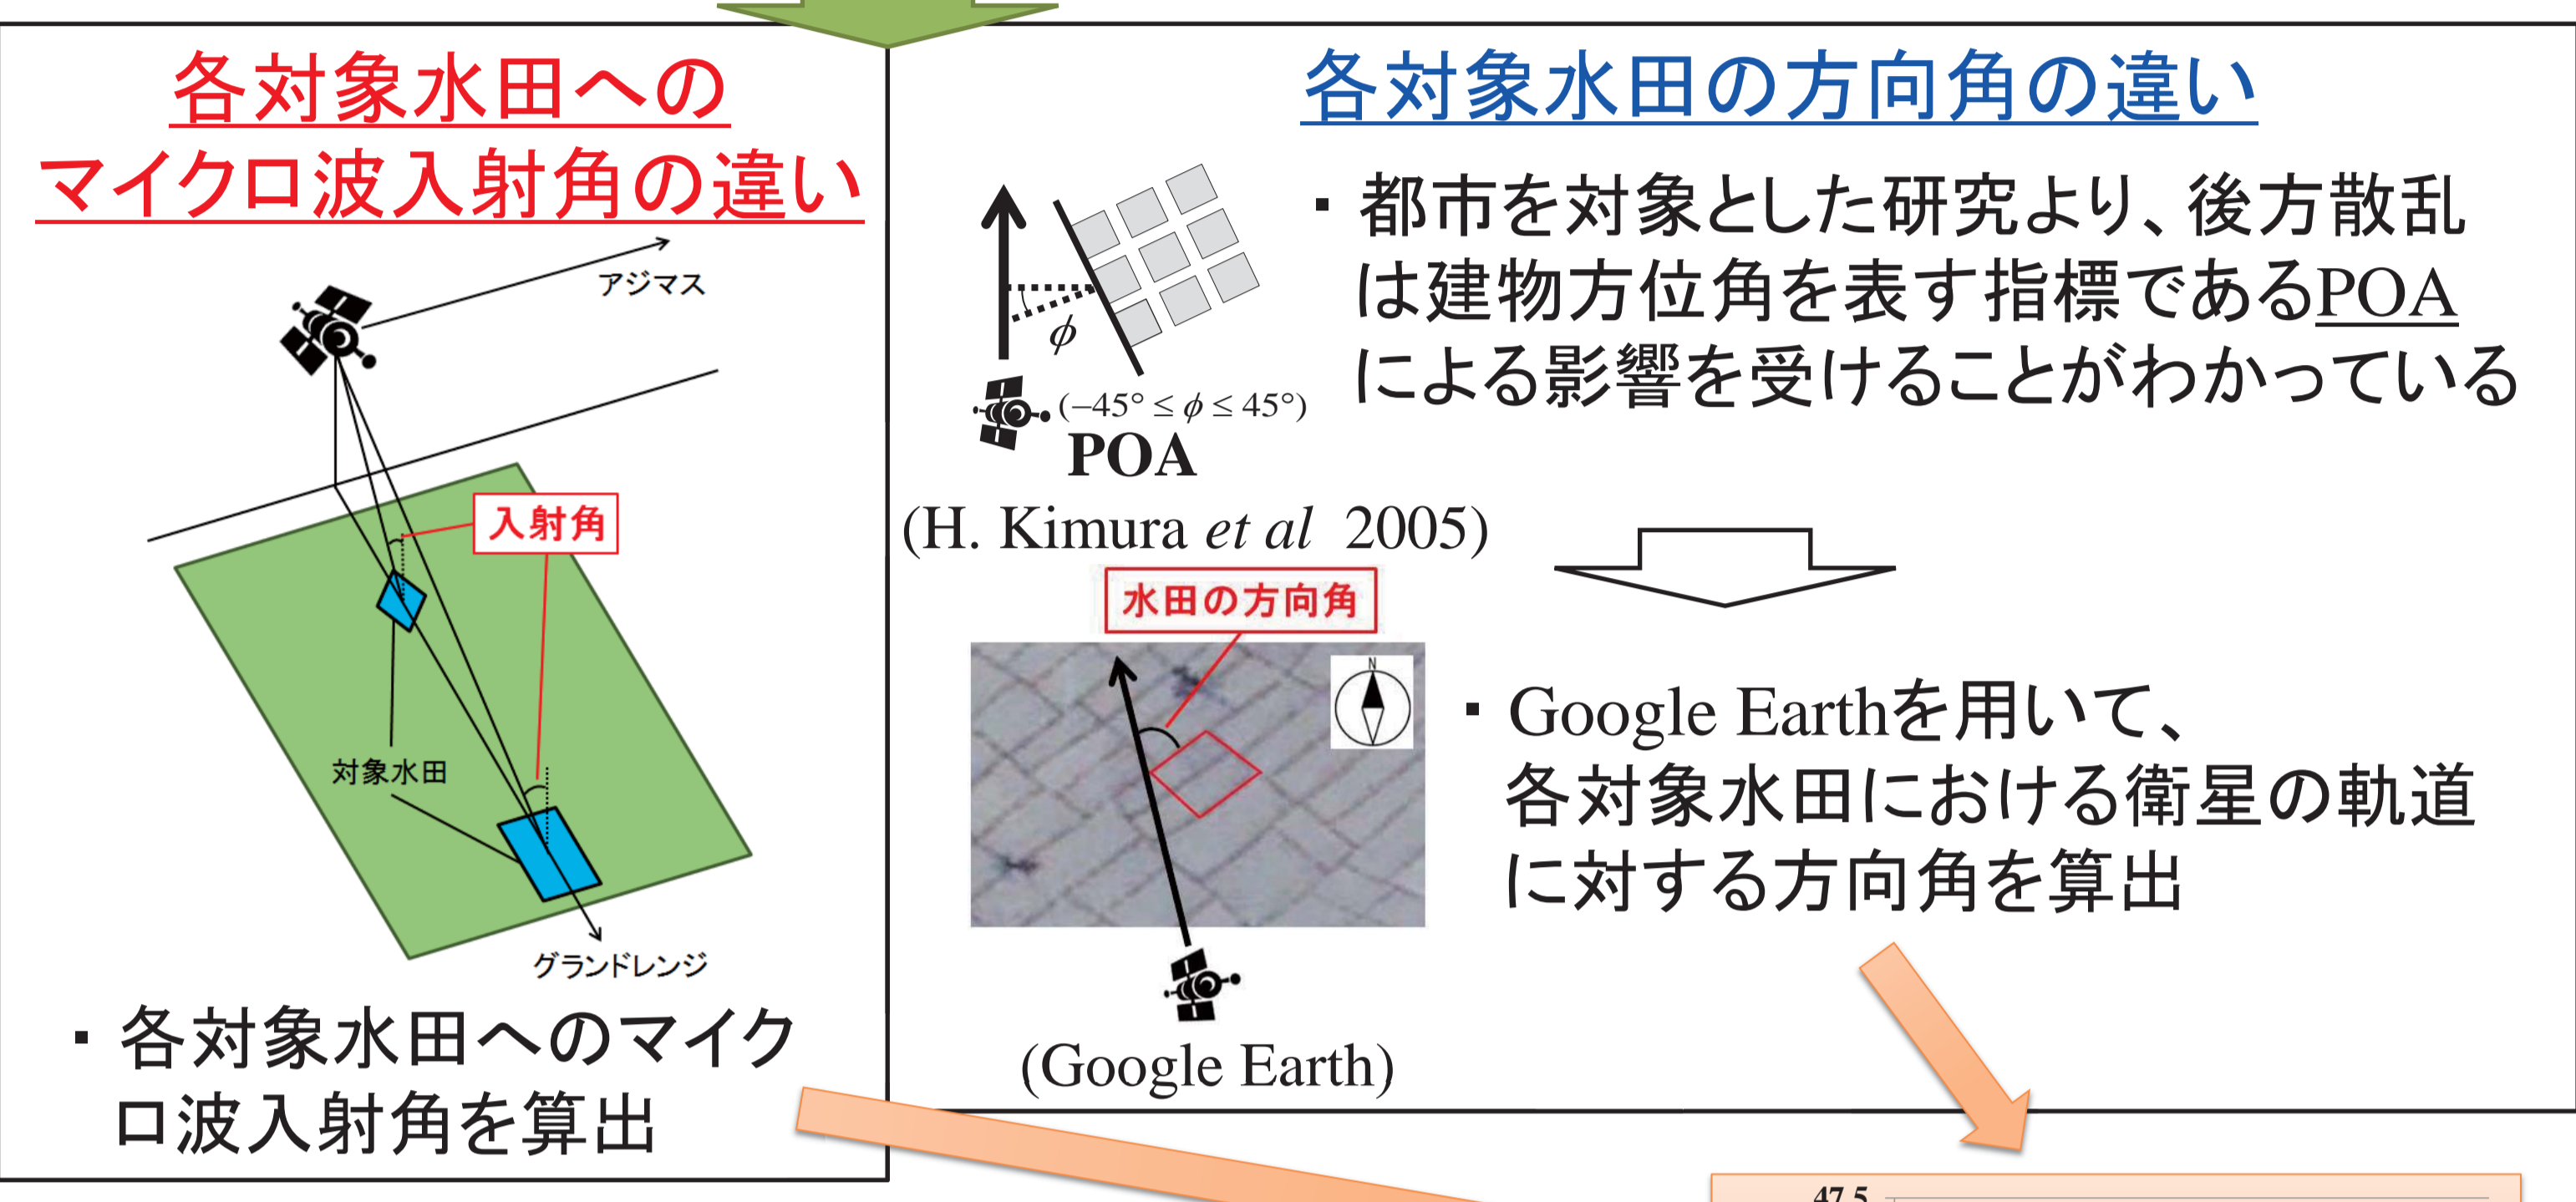 各対象水田への
マイクロ波入射角の違い
アジマス
入射角
対象水田
グランドレンジ
・各対象水田へのマイク
ロ波入射角を算出
各対象水田の方向角の違い
ϕ
(−45° ≤ ϕ ≤ 45°)
POA
(H. Kimura et al 2005)
・都市を対象とした研究より、後方散乱
は建物方位角を表す指標であるPOA
による影響を受けることがわかっている
水田の方向角
N
(Google Earth)
・Google Earthを用いて、
各対象水田における衛星の軌道
に対する方向角を算出
47.5